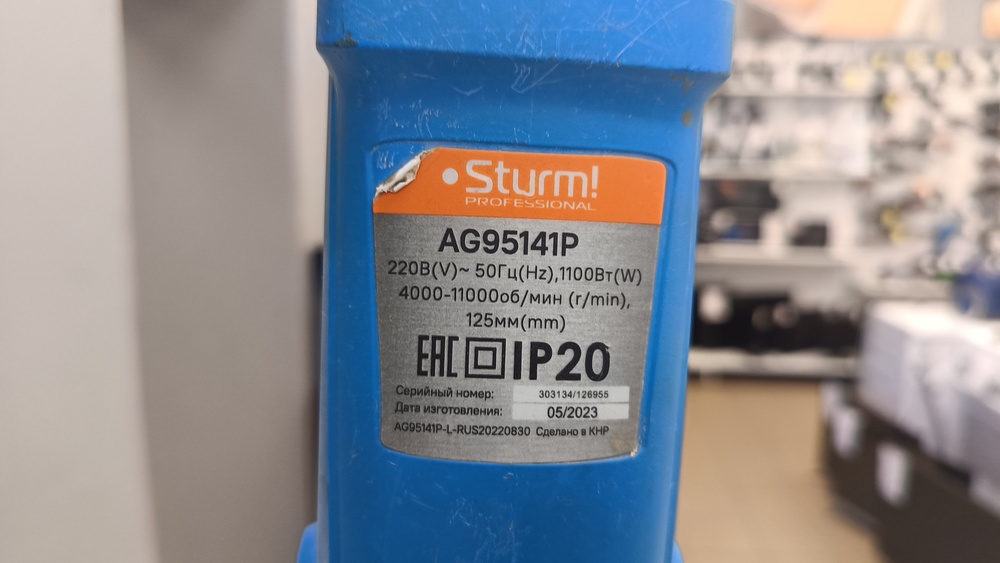 Sturm!
PROFESSIONAL
AG95141P
220В(V)~ 50Гц(Hz),1100Вт(W)
4000-11000об/мин (r/min),
125мм(mm)
EAC IP20
Серийный номер: 303134/126955
Дата изготовления: 05/2023
AG95141P-L-RUS20220830 Сделано в КНР